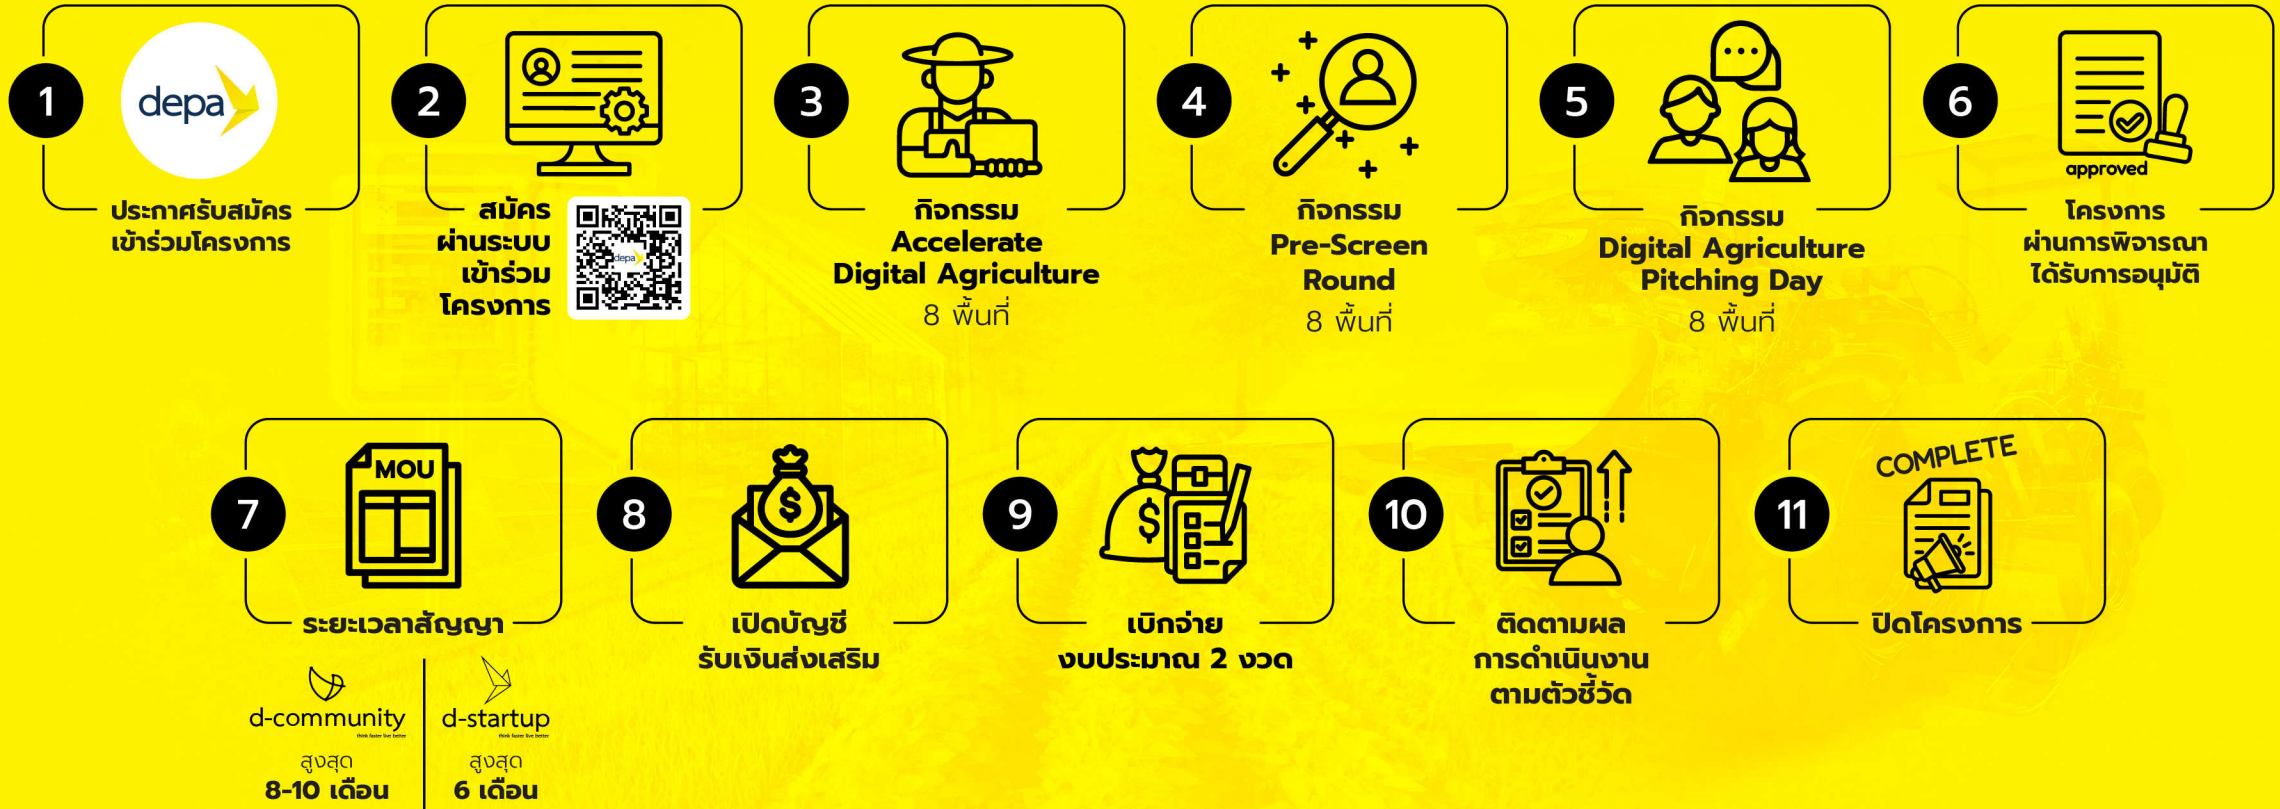 1
depa
ประกาศรับสมัคร
เข้าร่วมโครงการ
2
สมัคร
ผ่านระบบ
เข้าร่วม
โครงการ
depa
3
กิจกรรม
Accelerate
Digital Agriculture
8 พื้นที่
4
กิจกรรม
Pre-Screen
Round
8 พื้นที่
5
กิจกรรม
Digital Agriculture
Pitching Day
8 พื้นที่
6
approved
โครงการ
ผ่านการพิจารณา
ได้รับการอนุมัติ
7
MOU
ระยะเวลาสัญญา
d-community
think faster live better
สูงสุด
8-10 เดือน
d-startup
think faster live better
สูงสุด
6 เดือน
8
$
เปิดบัญชี
รับเงินส่งเสริม
9
$
เบิกจ่าย
งบประมาณ 2 งวด
10
ติดตามผล
การดำเนินงาน
ตามตัวชี้วัด
11
COMPLETE
ปิดโครงการ